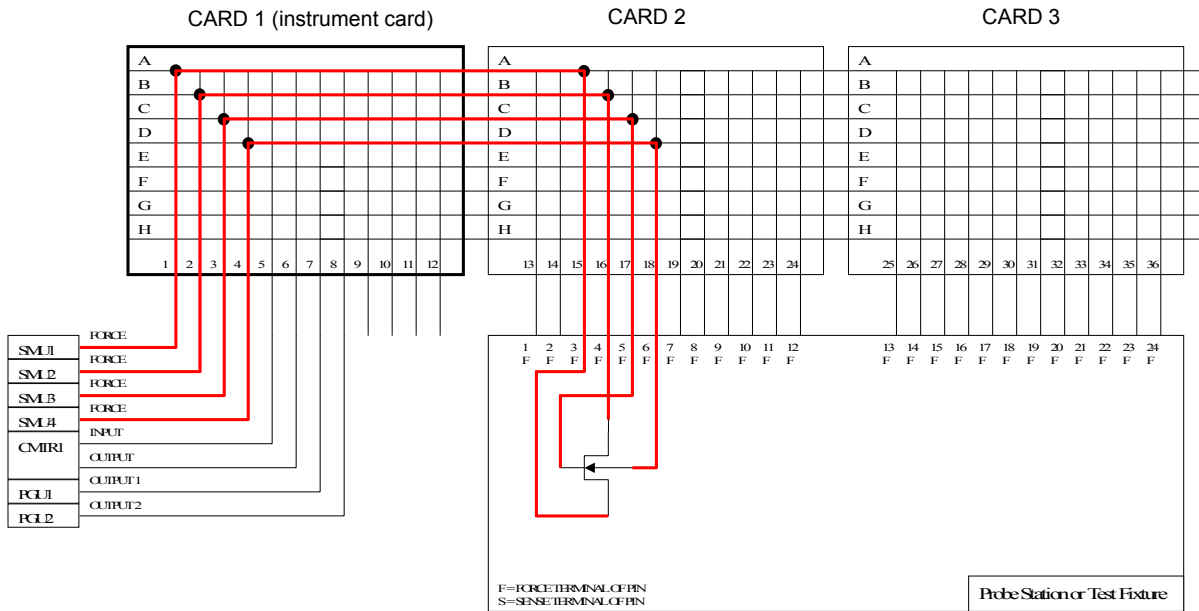 CARD 1 (instrument card) CARD 2 CARD 3
A A A
B B B
C C C
D D D
E E E
F F F
G G G
H H H
1 2 3 4 5 6 7 8 9 10 11 12 13 14 15 16 17 18 19 20 21 22 23 24 25 26 27 28 29 30 31 32 33 34 35 36
FORCE
SMU1
FORCE
SMU2
FORCE
SMU3
FORCE
SMU4
INPUT
CMTR1
OUTPUT
OUTPUT 1
PGU1
OUTPUT 2
PGU2
1 2 3 4 5 6 7 8 9 10 11 12 13 14 15 16 17 18 19 20 21 22 23 24
F F F F F F F F F F F F F F F F F F F F F F F F
F = FORCE TERMINAL OF PIN
S = SENSE TERMINAL OF PIN
Probe Station or Test Fixture